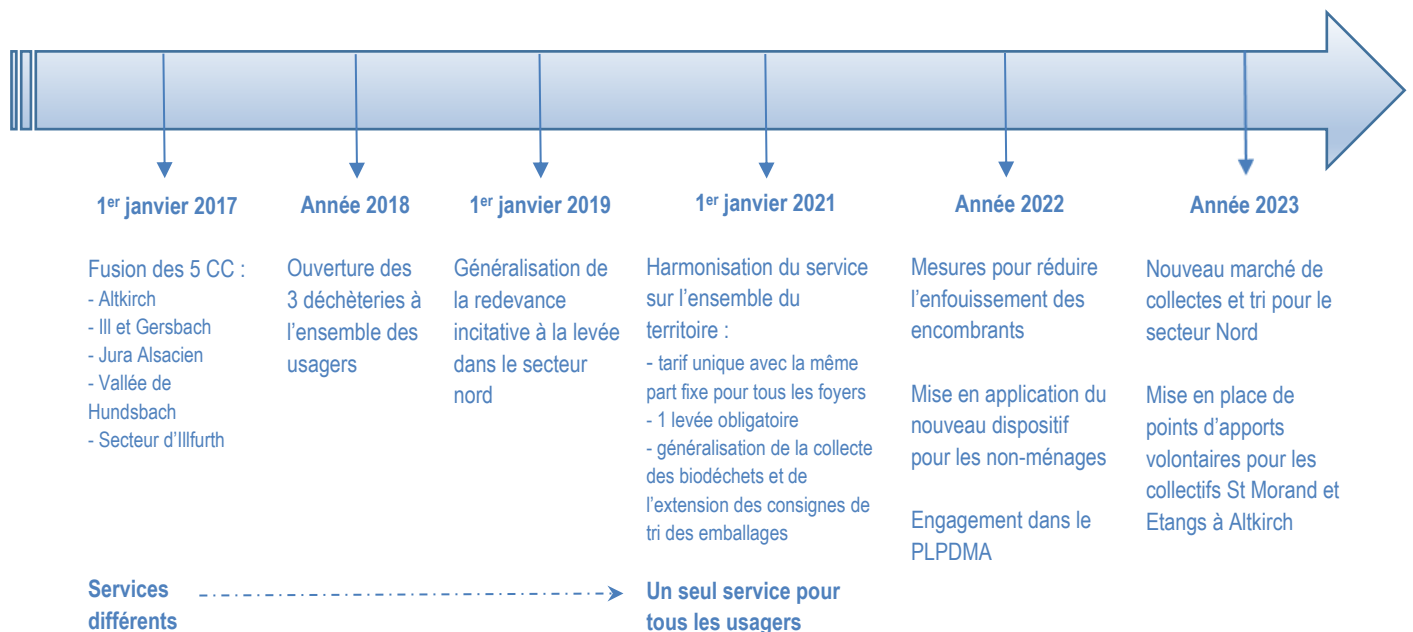 1er janvier 2017
Fusion des 5 CC :
- Altkirch
- Ill et Gersbach
- Jura Alsacien
- Vallée de
Hundsbach
- Secteur d’Illfurth
Année 2018
Ouverture des
3 déchèteries à
l’ensemble des
usagers
1er janvier 2019
Généralisation de
la redevance
incitative à la levée
dans le secteur
nord
1er janvier 2021
Harmonisation du service
sur l’ensemble du
territoire :
- tarif unique avec la même
part fixe pour tous les foyers
- 1 levée obligatoire
- généralisation de la collecte
des biodéchets et de
l’extension des consignes de
tri des emballages
Année 2022
Mesures pour réduire
l’enfouissement des
encombrants
Mise en application du
nouveau dispositif
pour les non-ménages
Engagement dans le
PLPDMA
Année 2023
Nouveau marché de
collectes et tri pour le
secteur Nord
Mise en place de
points d’apports
volontaires pour les
collectifs St Morand et
Etangs à Altkirch
Services
différents
Un seul service pour
tous les usagers